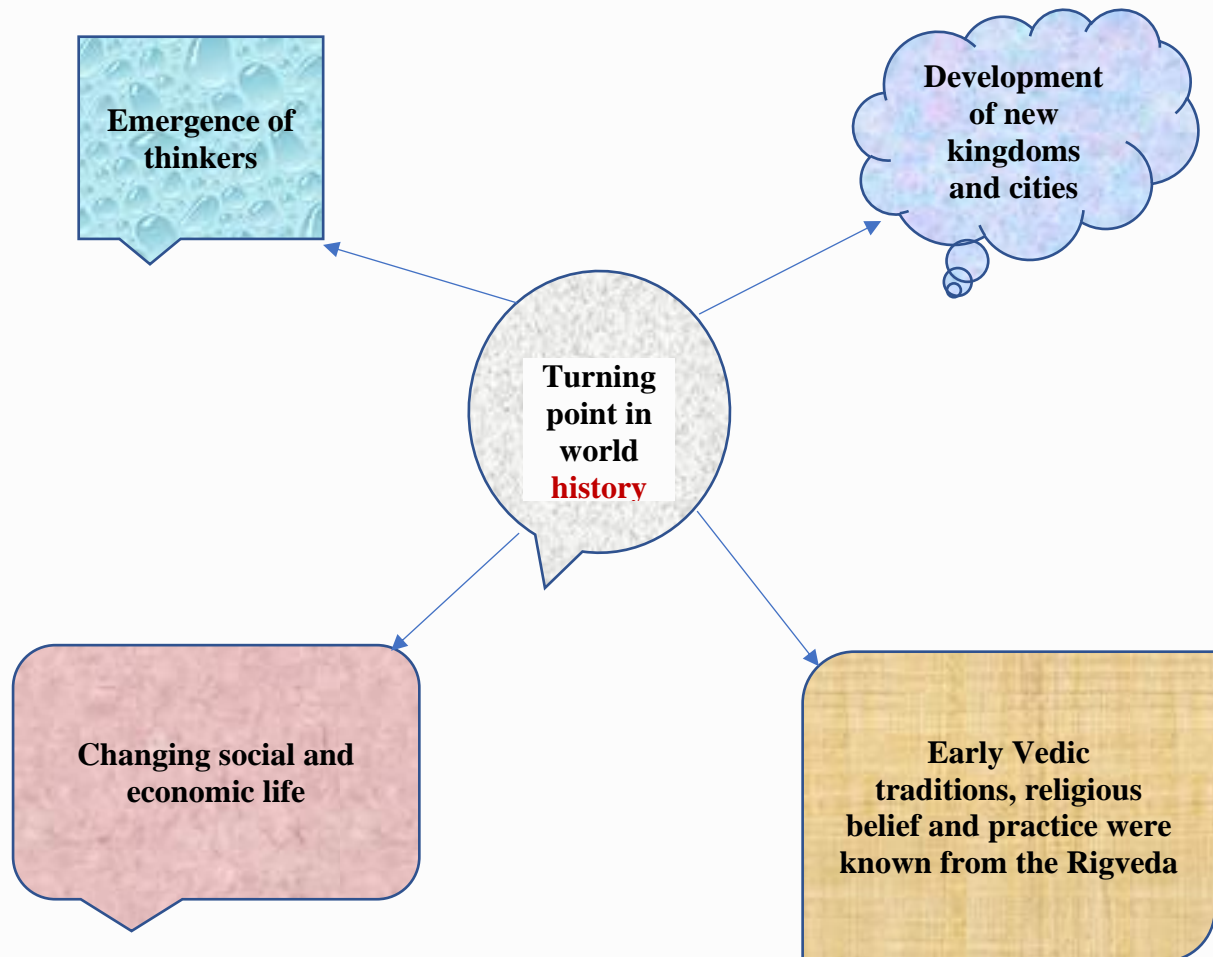 Emergence of
thinkers
Development
of new
kingdoms
and cities
Turning
point in
world
history
Changing social and
economic life
Early Vedic
traditions, religious
belief and practice were
known from the Rigveda